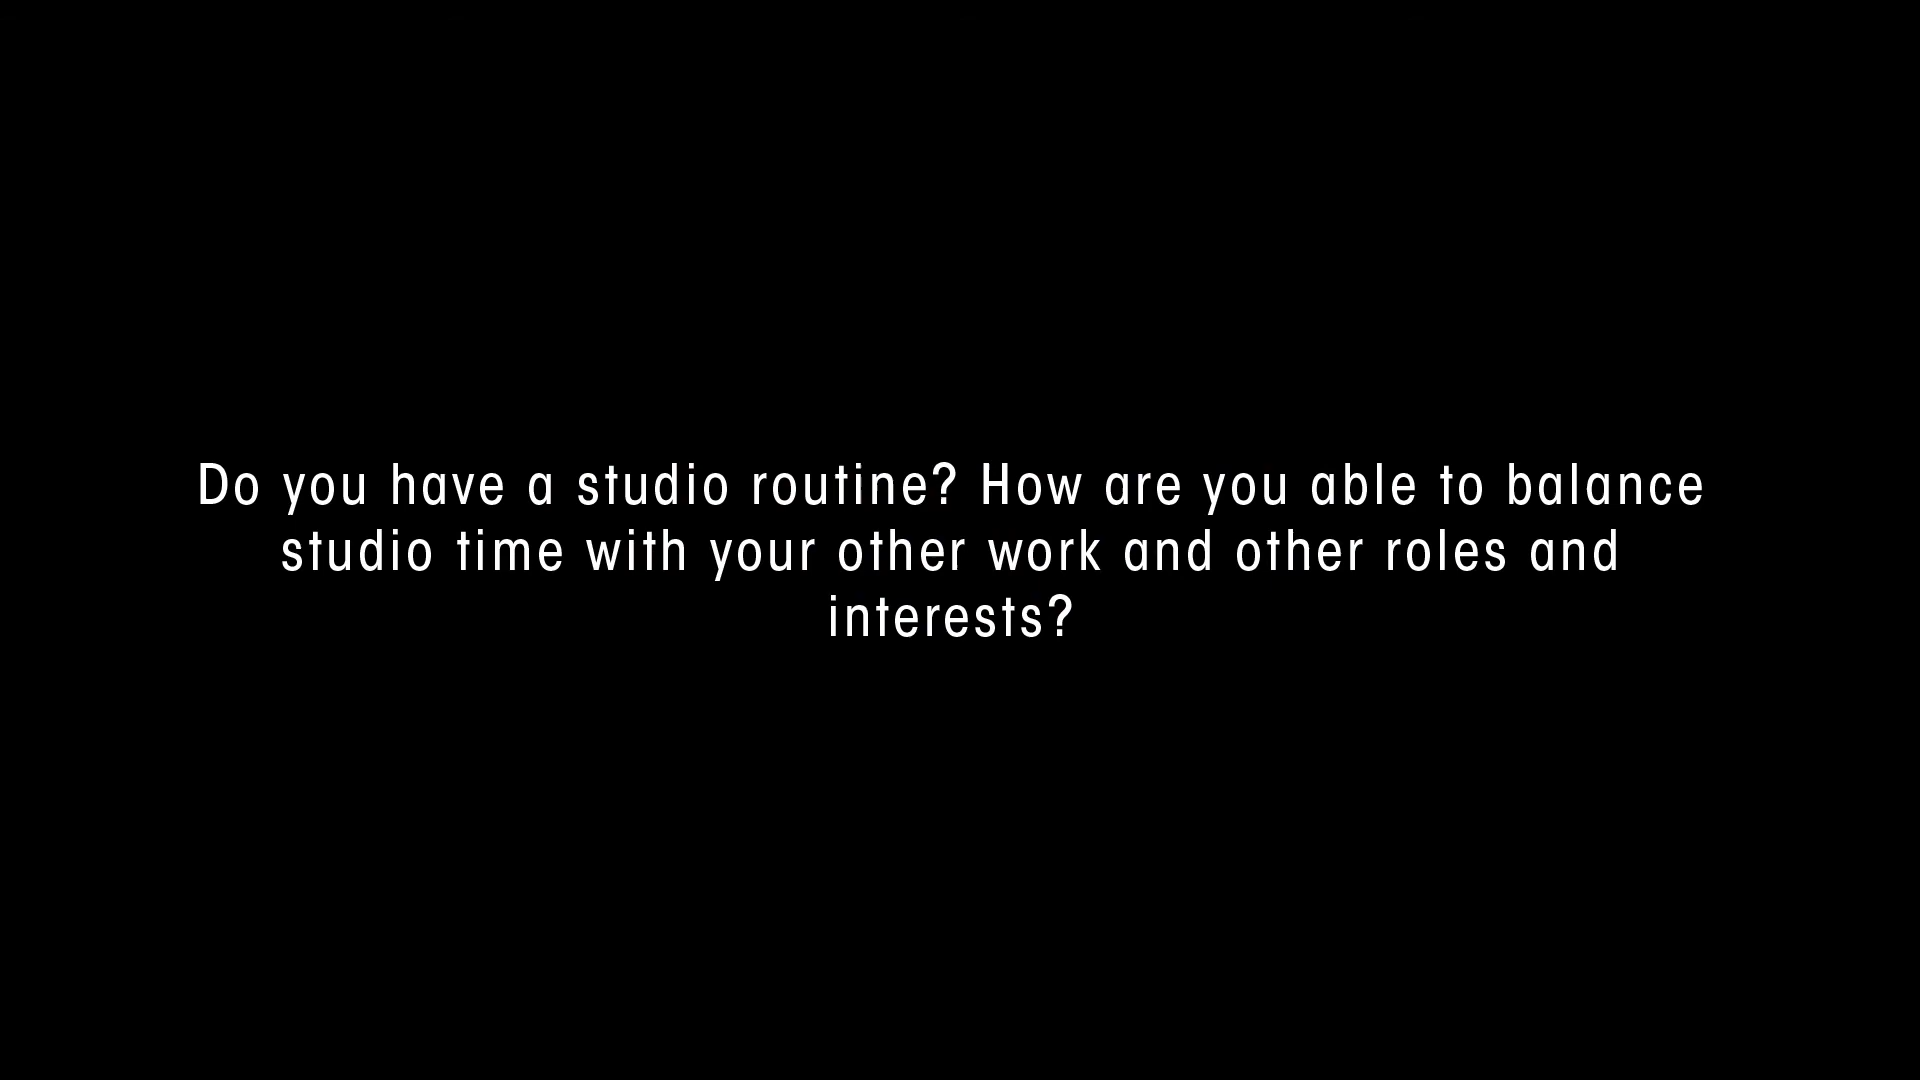 Do you have a studio routine? How are you able to balance
studio time with your other work and other roles and
interests?